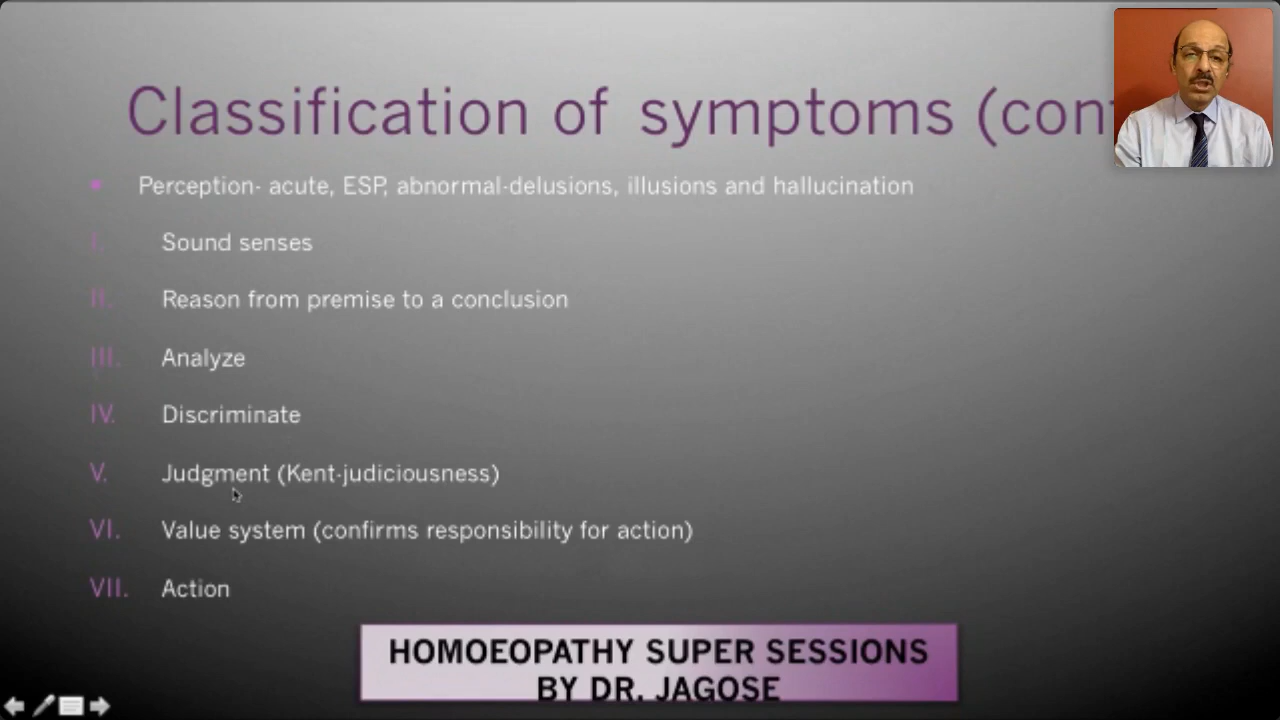 Classification of symptoms (con
Perception- acute, ESP, abnormal-delusions, illusions and hallucination
I. Sound senses
II. Reason from premise to a conclusion
III. Analyze
IV. Discriminate
V. Judgment (Kent-judiciousness)
VI. Value system (confirms responsibility for action)
VII. Action
HOMOEOPATHY SUPER SESSIONS
BY DR. JAGOSE